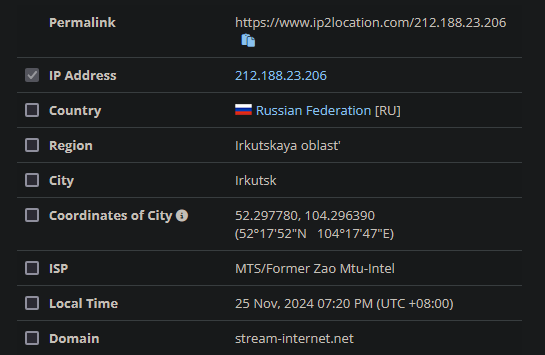 Permalink https://www.ip2location.com/212.188.23.206
IP Address 212.188.23.206
Country Russian Federation [RU]
Region Irkutskaya oblast'
City Irkutsk
Coordinates of City 52.297780, 104.296390
(52°17'52"N 104°17'47"E)
ISP MTS/Former Zao Mtu-Intel
Local Time 25 Nov, 2024 07:20 PM (UTC +08:00)
Domain stream-internet.net